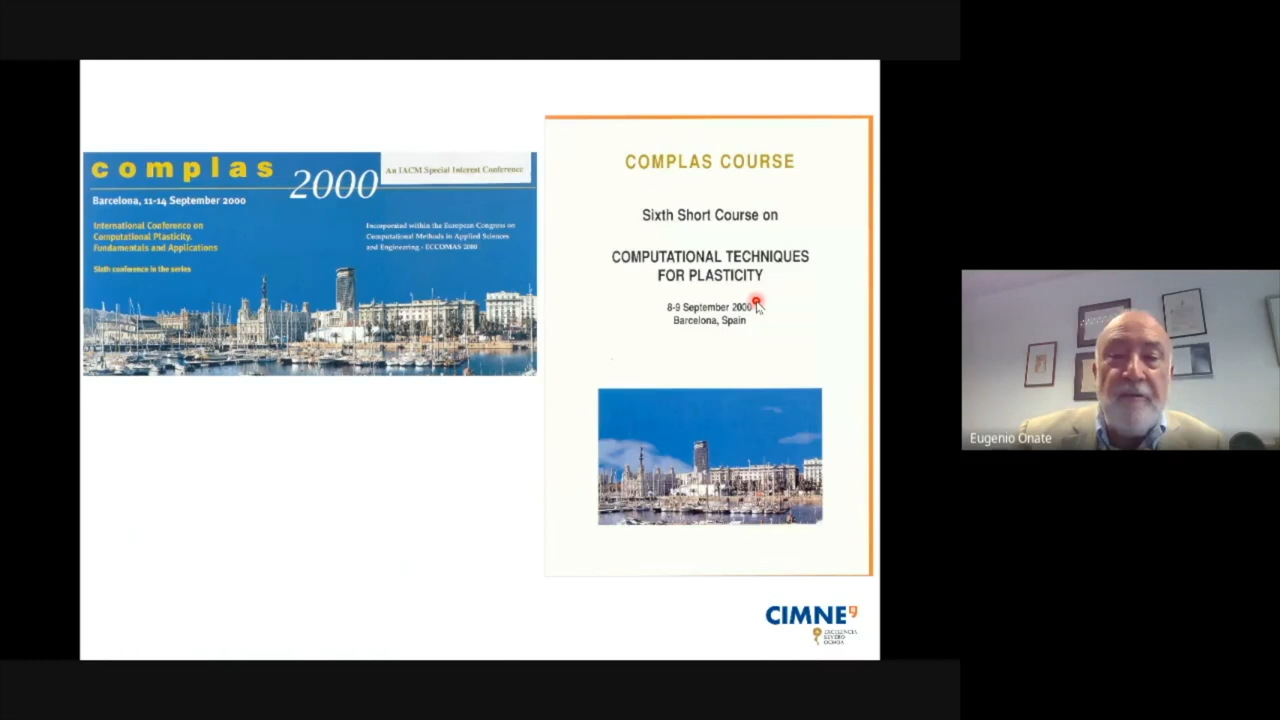 complas
2000
An IACM Special Interest Conference
Barcelona, 11-14 September 2000
International Conference on
Computational Plasticity.
Fundamentals and Applications
Sixth conference in the series
Incorporated within the European Congress on
Computational Methods in Applied Sciences
and Engineering - ECCOMAS 2000
COMPLAS COURSE
Sixth Short Course on
COMPUTATIONAL TECHNIQUES
FOR PLASTICITY
8-9 September 2000
Barcelona, Spain
CIMNE
EXCELENCIA
SEVERO
OCHOA
Eugenio Onate